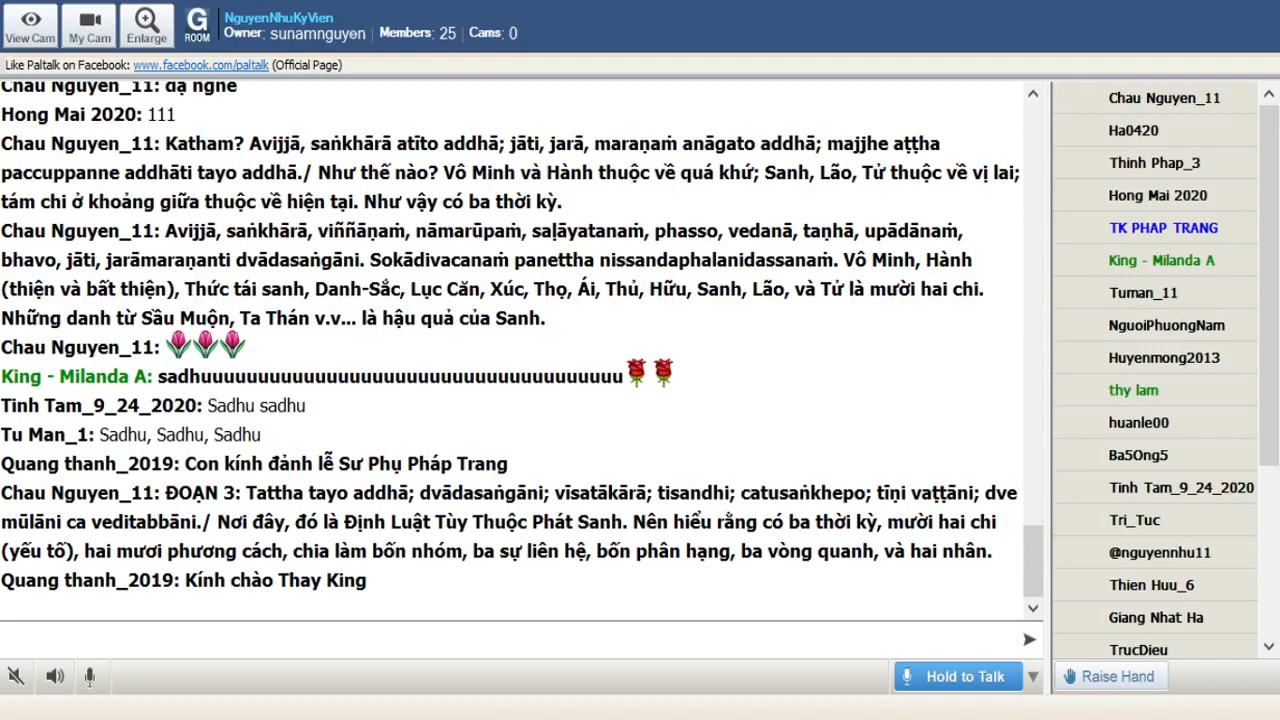 View Cam
My Cam
Enlarge
G
ROOM
NguyenNhuKyVien
Owner: sunamnguyen | Members: 25 | Cams: 0
Like Paltalk on Facebook: www.facebook.com/paltalk (Official Page)
Chau Nguyen_11: dạ nghe
Hong Mai 2020: 111
Chau Nguyen_11: Katham? Avijjā, saṅkhārā atīto addhā; jāti, jarā, maraṇaṁ anāgato addhā; majjhe aṭṭha
paccuppanne addhāti tayo addhā./ Như thế nào? Vô Minh và Hành thuộc về quá khứ; Sanh, Lão, Tử thuộc về vị lai;
tám chi ở khoảng giữa thuộc về hiện tại. Như vậy có ba thời kỳ.
Chau Nguyen_11: Avijjā, saṅkhārā, viññāṇaṁ, nāmarūpaṁ, saḷāyatanaṁ, phasso, vedanā, taṇhā, upādānaṁ,
bhavo, jāti, jarāmaraṇanti dvādasaṅgāni. Sokādivacanaṁ panettha nissandaphalanidassanaṁ. Vô Minh, Hành
(thiện và bất thiện), Thức tái sanh, Danh-Sắc, Lục Căn, Xúc, Thọ, Ái, Thủ, Hữu, Sanh, Lão, và Tử là mười hai chi.
Những danh từ Sầu Muộn, Ta Thán v.v... là hậu quả của Sanh.
Chau Nguyen_11:
King - Milanda A: sadhuuuuuuuuuuuuuuuuuuuuuuuuuuuuuuuuuuuuu
Tinh Tam_9_24_2020: Sadhu sadhu
Tu Man_1: Sadhu, Sadhu, Sadhu
Quang thanh_2019: Con kính đảnh lễ Sư Phụ Pháp Trang
Chau Nguyen_11: ĐOẠN 3: Tattha tayo addhā; dvādasaṅgāni; vīsatākārā; tisandhi; catusaṅkhepo; tīṇi vaṭṭāni; dve
mūlāni ca veditabbāni./ Nơi đây, đó là Định Luật Tùy Thuộc Phát Sanh. Nên hiểu rằng có ba thời kỳ, mười hai chi
(yếu tố), hai mươi phương cách, chia làm bốn nhóm, ba sự liên hệ, bốn phân hạng, ba vòng quanh, và hai nhân.
Quang thanh_2019: Kính chào Thay King
Hold to Talk
Chau Nguyen_11
Ha0420
Thinh Phap_3
Hong Mai 2020
TK PHAP TRANG
King - Milanda A
Tuman_11
NguoiPhuongNam
Huyenmong2013
thy lam
huanle00
Ba5Ong5
Tinh Tam_9_24_2020
Tri_Tuc
@nguyennhu11
Thien Huu_6
Giang Nhat Ha
TrucDieu
Raise Hand